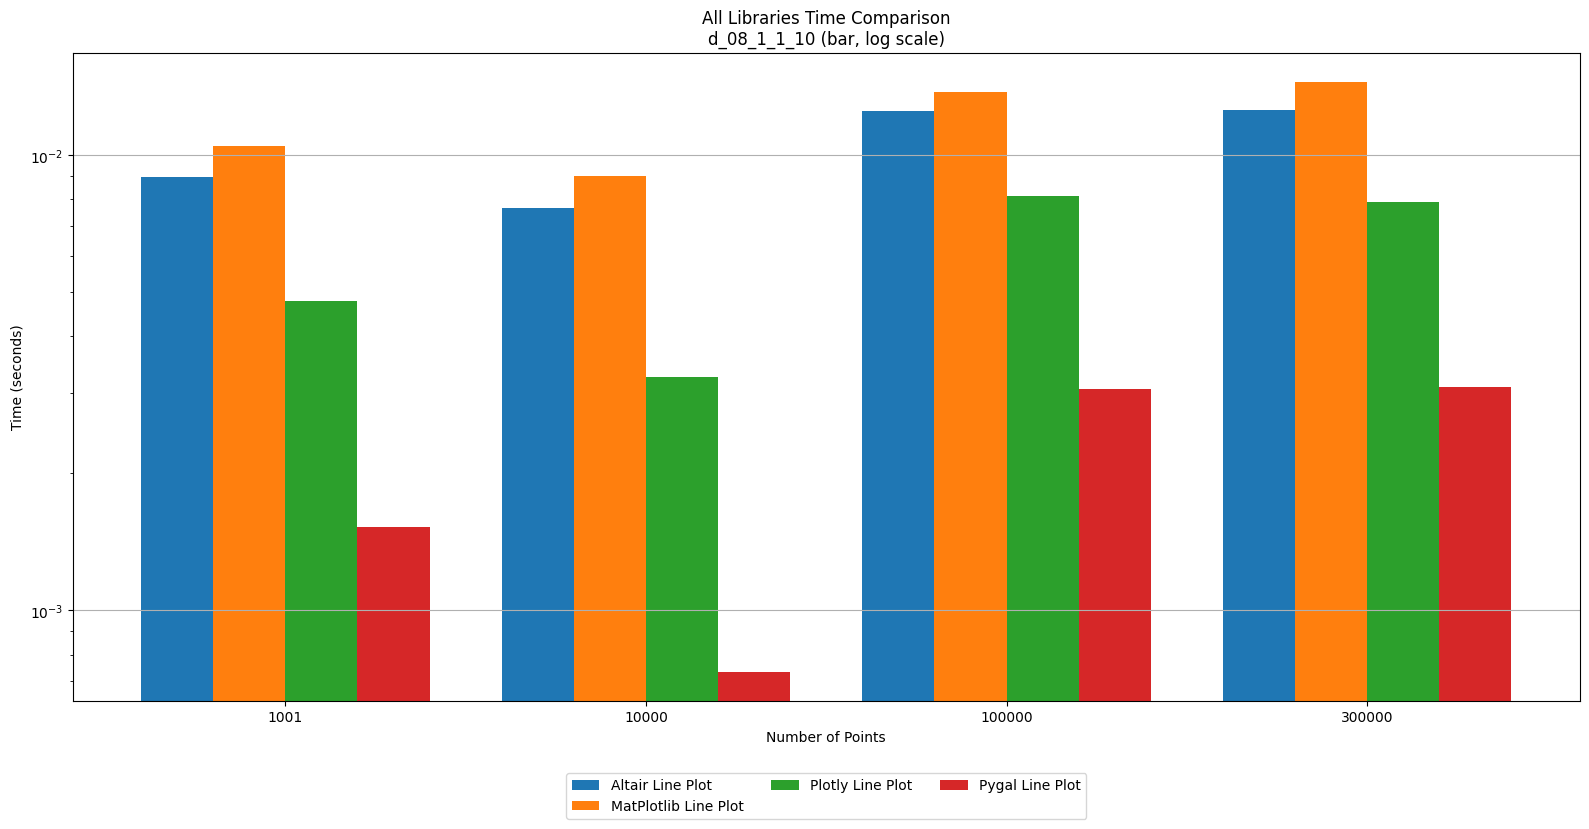 All Libraries Time Comparison
d_08_1_1_10 (bar, log scale)
Time (seconds)
10⁻²
10⁻³
1001 10000 100000 300000
Number of Points
Altair Line Plot Plotly Line Plot Pygal Line Plot
MatPlotlib Line Plot